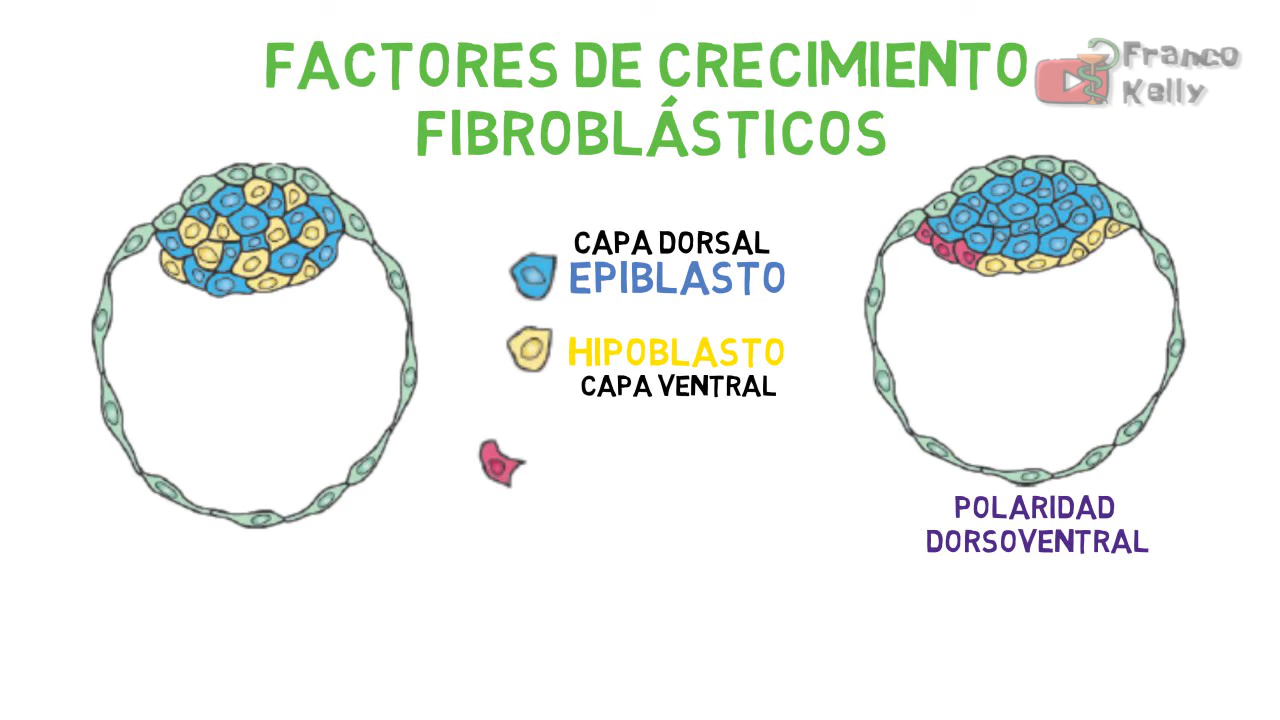 FACTORES DE CRECIMIENTO
FIBROBLÁSTICOS
Franco
Kelly
CAPA DORSAL
EPIBLASTO
HIPOBLASTO
CAPA VENTRAL
POLARIDAD
DORSOVENTRAL